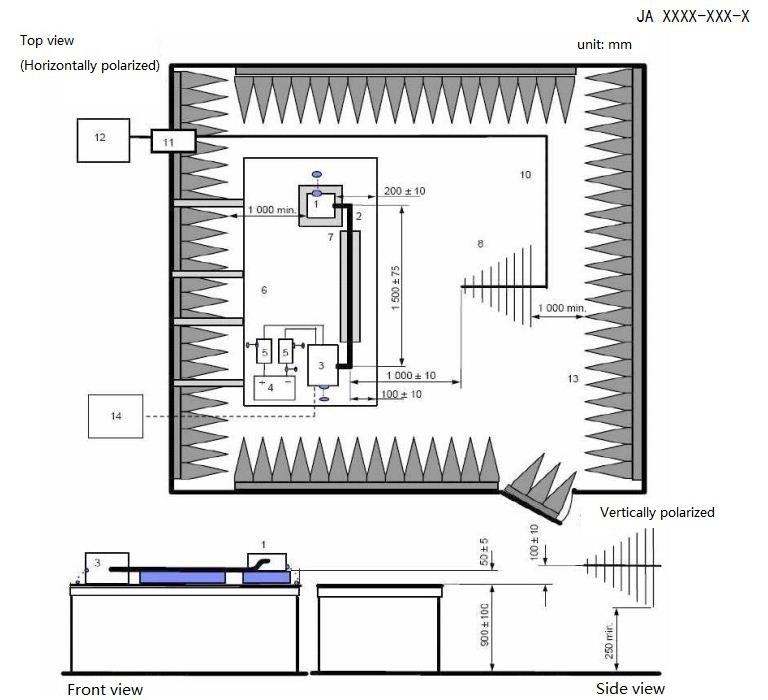 JA XXXX-XXX-X
Top view
unit: mm
(Horizontally polarized)
12
11
10
200 ± 10
1
1 000 min.
2
7
8
1 500 ± 75
6
1 000 min.
5
5
3
1 000 ± 10
13
+
−
4
100 ± 10
14
Vertically polarized
3
1
50 ± 5
100 ± 10
900 ± 100
250 min.
Front view
Side view